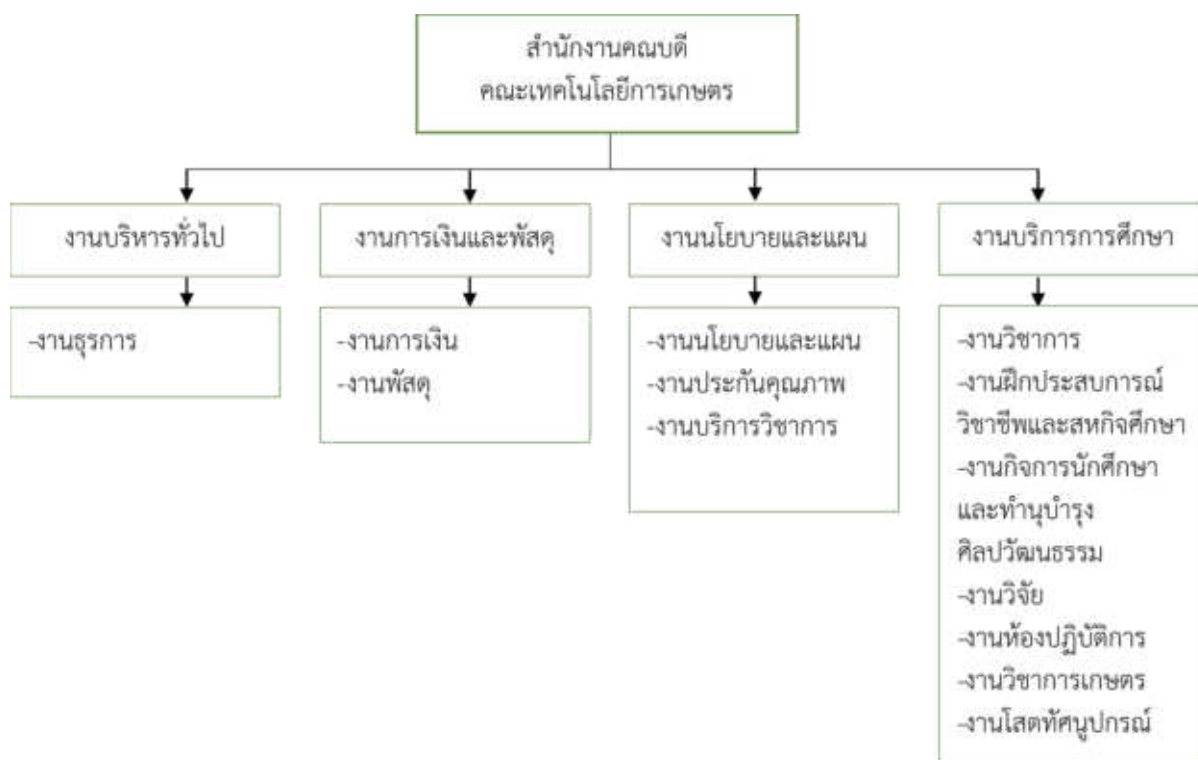 สำนักงานคณบดี
คณะเทคโนโลยีการเกษตร
งานบริหารทั่วไป
งานการเงินและพัสดุ
งานนโยบายและแผน
งานบริการการศึกษา
-งานธุรการ
-งานการเงิน
-งานพัสดุ
-งานนโยบายและแผน
-งานประกันคุณภาพ
-งานบริการวิชาการ
-งานวิชาการ
-งานฝึกประสบการณ์
วิชาชีพและสหกิจศึกษา
-งานกิจการนักศึกษา
และทำนุบำรุง
ศิลปวัฒนธรรม
-งานวิจัย
-งานห้องปฏิบัติการ
-งานวิชาการเกษตร
-งานโสตทัศนูปกรณ์